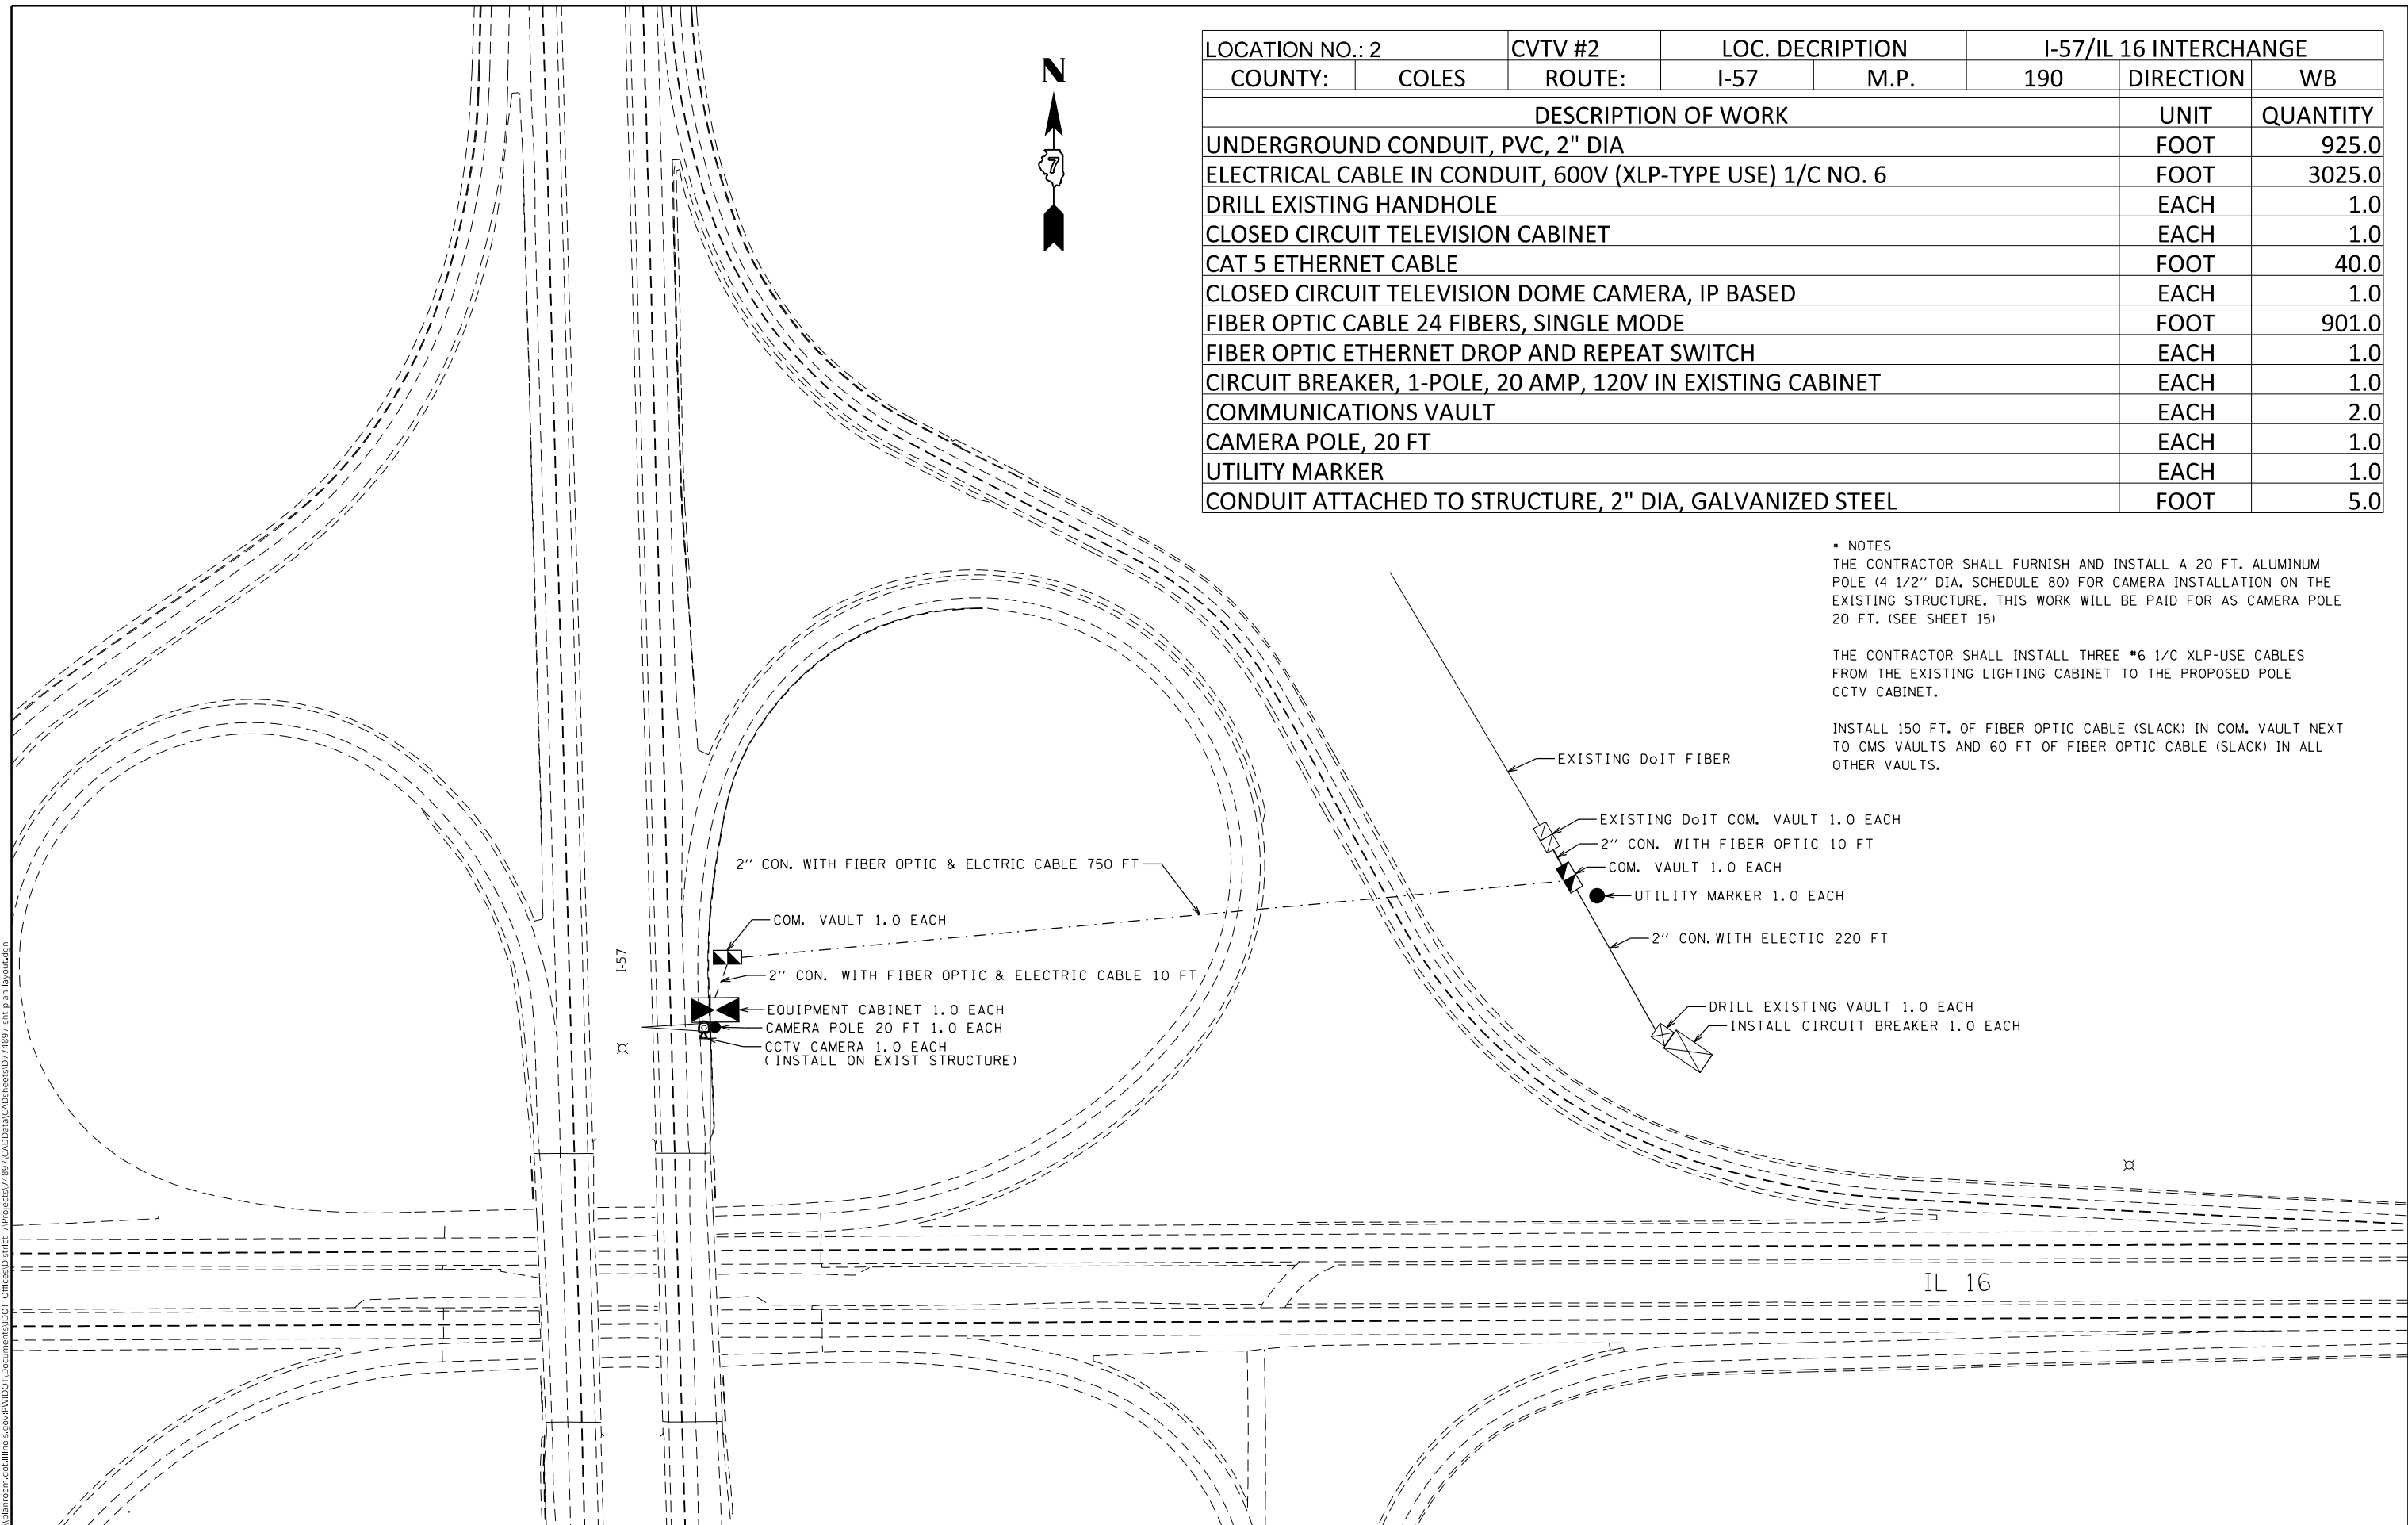 N
7
LOCATION NO.: 2 CVTV #2 LOC. DECRIPTION I-57/IL 16 INTERCHANGE
COUNTY: COLES ROUTE: I-57 M.P. 190 DIRECTION WB
DESCRIPTION OF WORK UNIT QUANTITY
UNDERGROUND CONDUIT, PVC, 2" DIA FOOT 925.0
ELECTRICAL CABLE IN CONDUIT, 600V (XLP-TYPE USE) 1/C NO. 6 FOOT 3025.0
DRILL EXISTING HANDHOLE EACH 1.0
CLOSED CIRCUIT TELEVISION CABINET EACH 1.0
CAT 5 ETHERNET CABLE FOOT 40.0
CLOSED CIRCUIT TELEVISION DOME CAMERA, IP BASED EACH 1.0
FIBER OPTIC CABLE 24 FIBERS, SINGLE MODE FOOT 901.0
FIBER OPTIC ETHERNET DROP AND REPEAT SWITCH EACH 1.0
CIRCUIT BREAKER, 1-POLE, 20 AMP, 120V IN EXISTING CABINET EACH 1.0
COMMUNICATIONS VAULT EACH 2.0
CAMERA POLE, 20 FT EACH 1.0
UTILITY MARKER EACH 1.0
CONDUIT ATTACHED TO STRUCTURE, 2" DIA, GALVANIZED STEEL FOOT 5.0
• NOTES
THE CONTRACTOR SHALL FURNISH AND INSTALL A 20 FT. ALUMINUM
POLE (4 1/2" DIA. SCHEDULE 80) FOR CAMERA INSTALLATION ON THE
EXISTING STRUCTURE. THIS WORK WILL BE PAID FOR AS CAMERA POLE
20 FT. (SEE SHEET 15)
THE CONTRACTOR SHALL INSTALL THREE #6 1/C XLP-USE CABLES
FROM THE EXISTING LIGHTING CABINET TO THE PROPOSED POLE
CCTV CABINET.
INSTALL 150 FT. OF FIBER OPTIC CABLE (SLACK) IN COM. VAULT NEXT
TO CMS VAULTS AND 60 FT OF FIBER OPTIC CABLE (SLACK) IN ALL
OTHER VAULTS.
EXISTING DoIT FIBER
EXISTING DoIT COM. VAULT 1.0 EACH
2" CON. WITH FIBER OPTIC 10 FT
COM. VAULT 1.0 EACH
UTILITY MARKER 1.0 EACH
2" CON. WITH ELECTIC 220 FT
DRILL EXISTING VAULT 1.0 EACH
INSTALL CIRCUIT BREAKER 1.0 EACH
2" CON. WITH FIBER OPTIC & ELCTRIC CABLE 750 FT
COM. VAULT 1.0 EACH
2" CON. WITH FIBER OPTIC & ELECTRIC CABLE 10 FT
EQUIPMENT CABINET 1.0 EACH
CAMERA POLE 20 FT 1.0 EACH
CCTV CAMERA 1.0 EACH
(INSTALL ON EXIST STRUCTURE)
I-57
IL 16